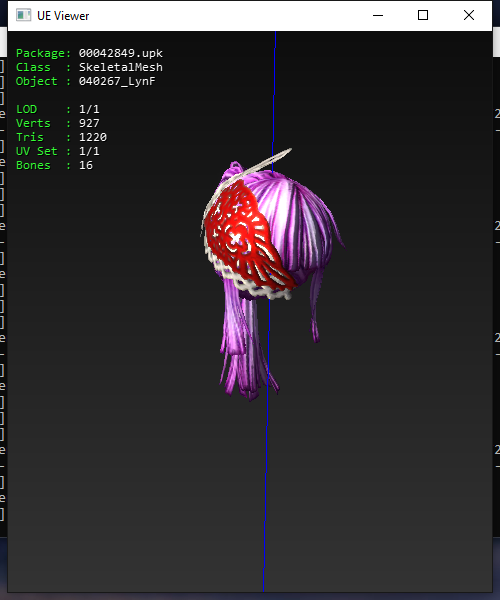 UE Viewer
Package: 00042849.upk
Class  : SkeletalMesh
Object : 040267_LynF
LOD    : 1/1
Verts  : 927
Tris   : 1220
UV Set : 1/1
Bones  : 16